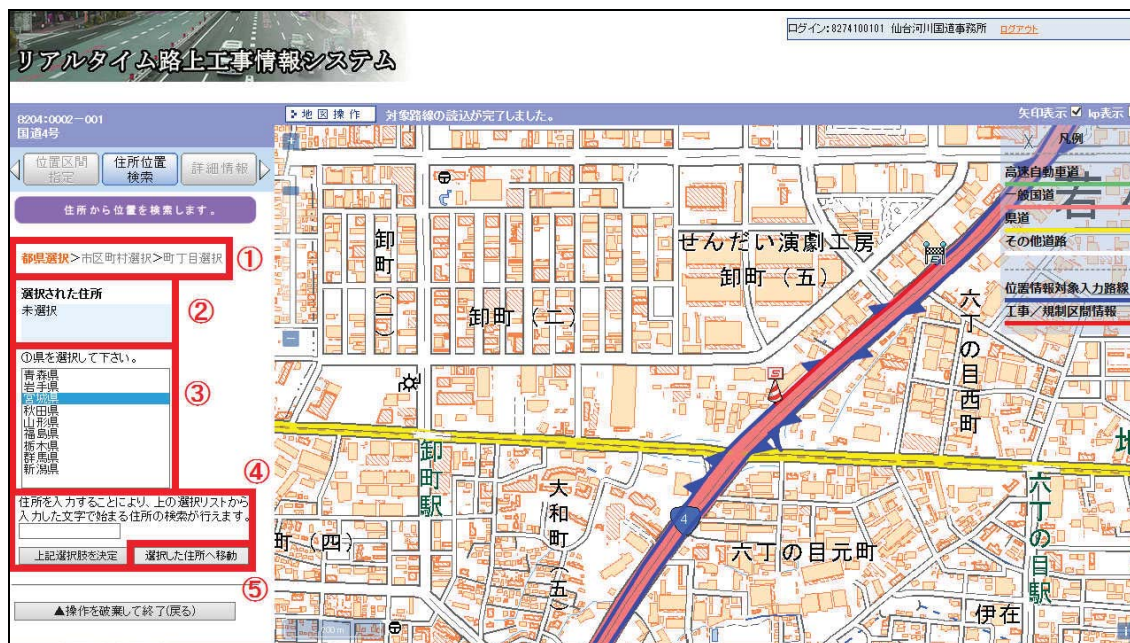 リアルタイム路上工事情報システム
ログイン:8274100101 仙台河川国道事務所 ログアウト
8204:0002-001
国道4号
地図操作 対象路線の読込が完了しました。
矢印表示 kp表示
位置区間
指定
住所位置
検索
詳細情報
住所から位置を検索します。
都県選択>市区町村選択>町丁目選択
①
選択された住所
未選択
②
①県を選択して下さい。
青森県
岩手県
宮城県
秋田県
山形県
福島県
栃木県
群馬県
新潟県
③
④
住所を入力することにより、上の選択リストから
入力した文字で始まる住所の検索が行えます。
上記選択肢を決定 選択した住所へ移動
⑤
▲操作を破棄して終了(戻る)
凡例
高速自動車道
一般国道
県道
その他道路
位置情報対象入力路線
工事/規制区間情報
せんだい演劇工房
卸町(五)
卸町(二)
卸町(一)
六丁の目西町
卸町駅
大和町(五)
町(四)
4
六丁の目元町
六丁の目駅
伊在
200 m
岩
地